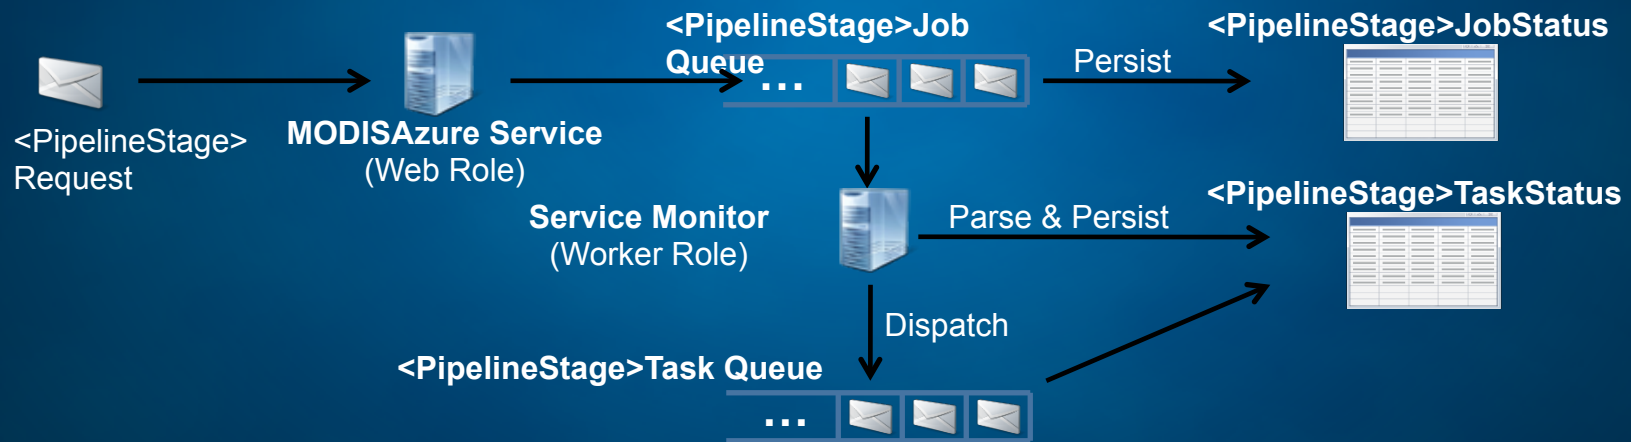 <PipelineStage>Job
Queue
<PipelineStage>JobStatus
Persist
...
<PipelineStage>
Request
MODISAzure Service
(Web Role)
Service Monitor
(Worker Role)
Parse & Persist
<PipelineStage>TaskStatus
Dispatch
<PipelineStage>Task Queue
...